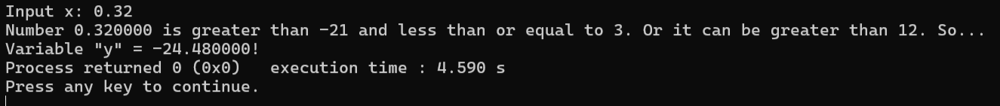 Input x: 0.32
Number 0.320000 is greater than -21 and less than or equal to 3. Or it can be greater than 12. So...
Variable "y" = -24.480000!
Process returned 0 (0x0)   execution time : 4.590 s
Press any key to continue.